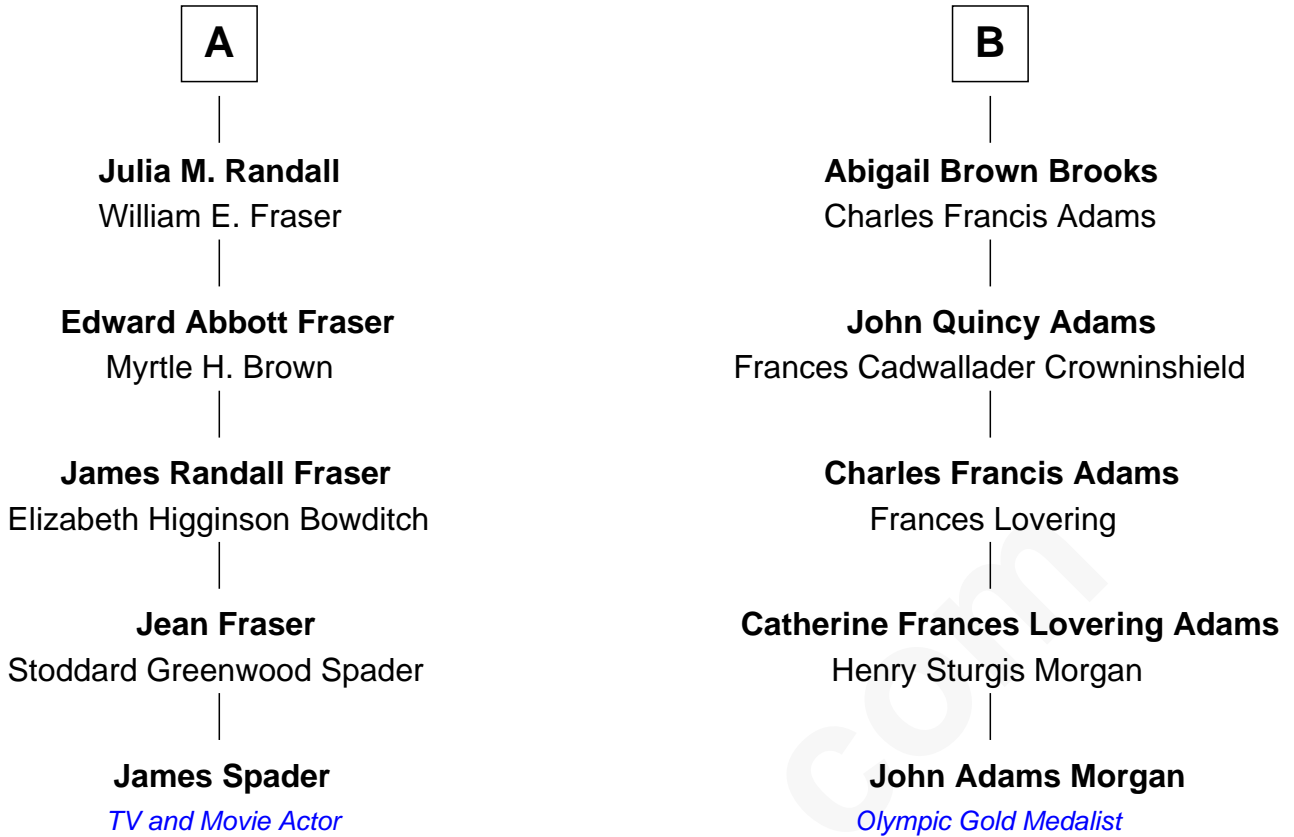 A
Julia M. Randall
William E. Fraser
Edward Abbott Fraser
Myrtle H. Brown
James Randall Fraser
Elizabeth Higginson Bowditch
Jean Fraser
Stoddard Greenwood Spader
James Spader
TV and Movie Actor
B
Abigail Brown Brooks
Charles Francis Adams
John Quincy Adams
Frances Cadwallader Crowninshield
Charles Francis Adams
Frances Lovering
Catherine Frances Lovering Adams
Henry Sturgis Morgan
John Adams Morgan
Olympic Gold Medalist
com